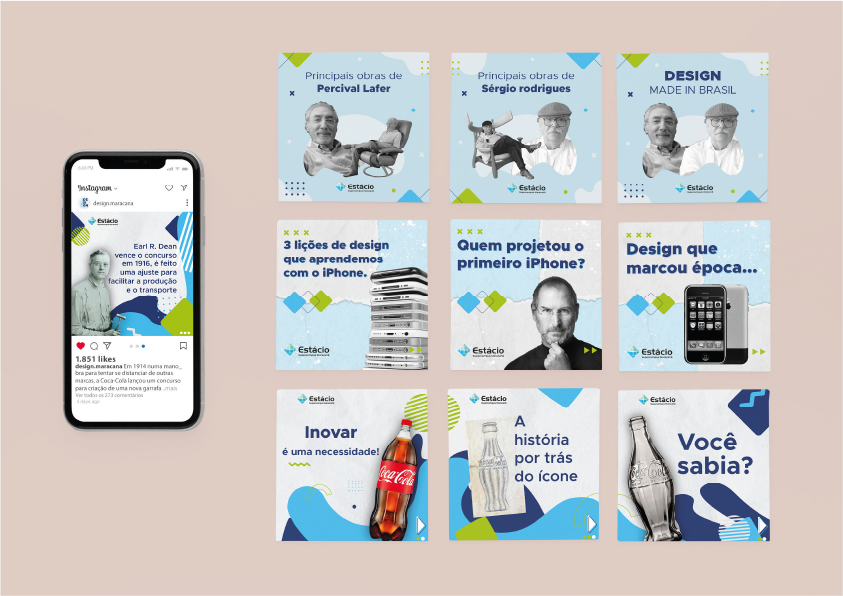 Instagram
design.maracana
Estácio
Earl R. Dean
vence o concurso
em 1916, é feito
uma ajuste para
facilitar a produção
e o transporte
1.851 likes
design.maracana Em 1914 numa mano_
bra para tentar se distanciar de outras
marcas, a Coca-Cola lançou um concurso
para criação de uma nova garrafa ..mais
Ver todos os 273 comentários
Principais obras de
Percival Lafer
Estácio
Principais obras de
Sérgio rodrigues
Estácio
DESIGN
MADE IN BRASIL
Estácio
3 lições de design
que aprendemos
com o iPhone.
Estácio
Quem projetou o
primeiro iPhone?
Estácio
Design que
marcou época...
Estácio
Estácio
Inovar
é uma necessidade!
Coca-Cola
Estácio
A
história
por trás
do ícone
Coca-Cola
Estácio
Você
sabia?
Coca-Cola